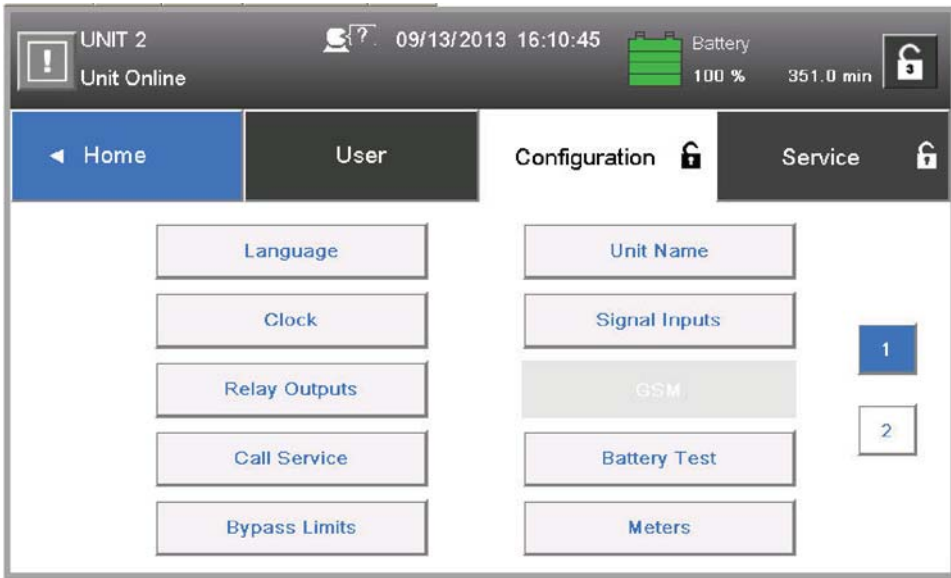 UNIT 2
?
09/13/2013 16:10:45
Battery
!
Unit Online
100 %
351.0 min
3
◄ Home
User
Configuration
Service
Language
Unit Name
Clock
Signal Inputs
1
Relay Outputs
GSM
2
Call Service
Battery Test
Bypass Limits
Meters